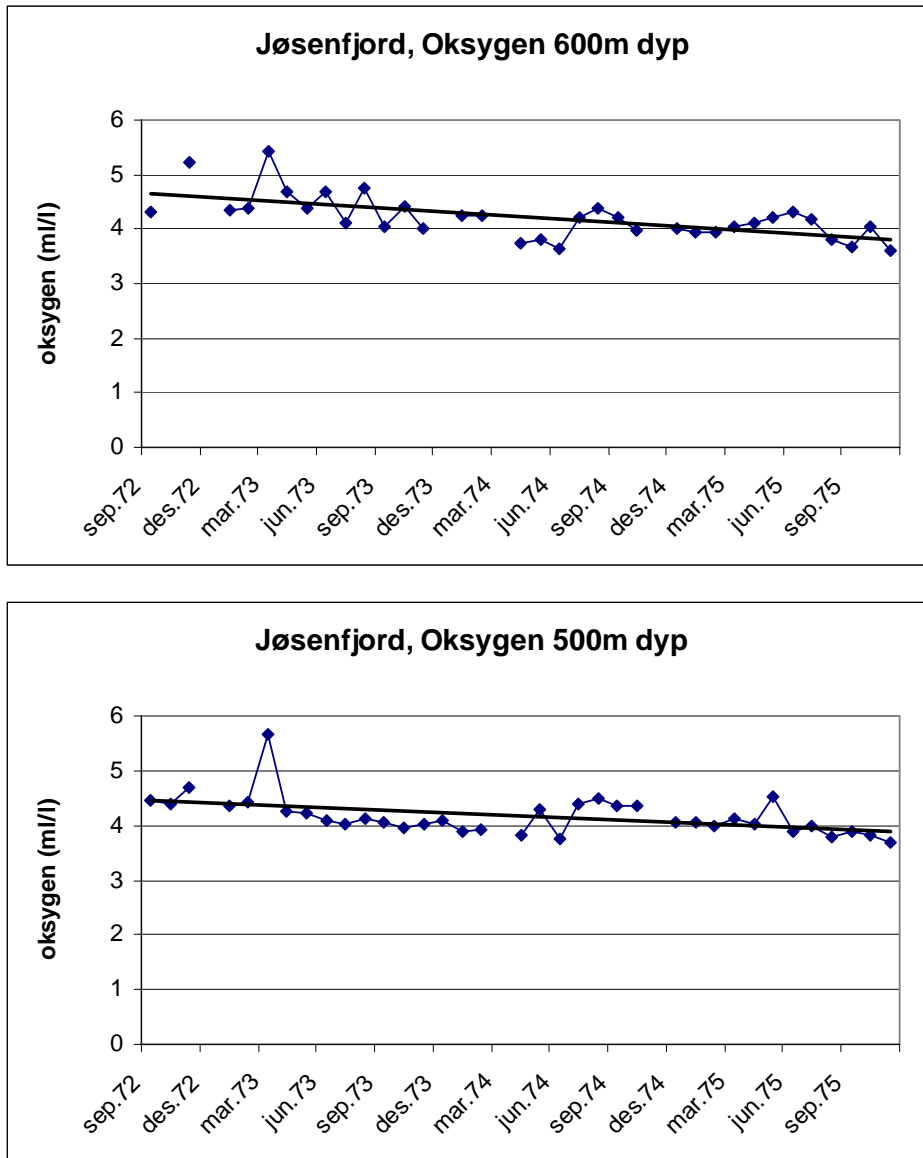 Jøsenfjord, Oksygen 600m dyp
oksygen (ml/l)
6
5
4
3
2
1
0
sep.72 des.72 mar.73 jun.73 sep.73 des.73 mar.74 jun.74 sep.74 des.74 mar.75 jun.75 sep.75
Jøsenfjord, Oksygen 500m dyp
oksygen (ml/l)
6
5
4
3
2
1
0
sep.72 des.72 mar.73 jun.73 sep.73 des.73 mar.74 jun.74 sep.74 des.74 mar.75 jun.75 sep.75